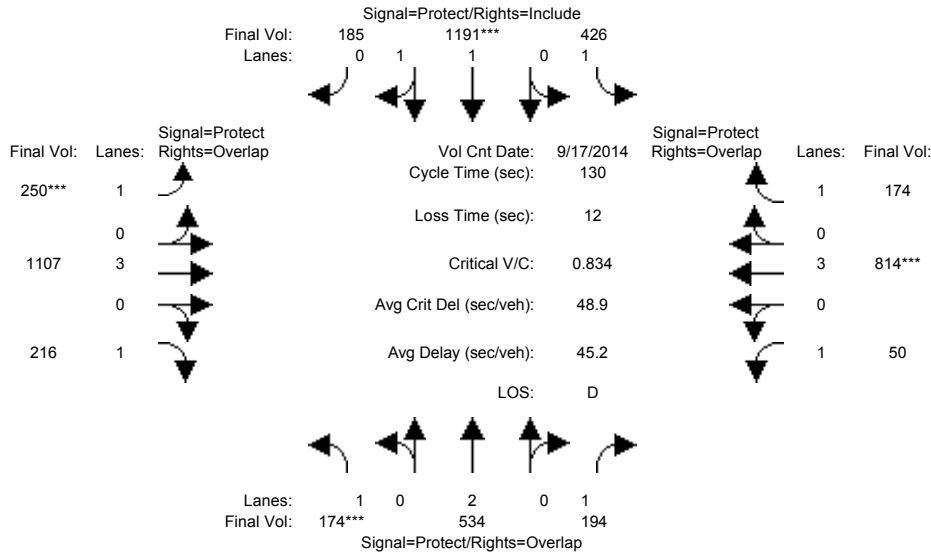 Signal=Protect/Rights=Include
Final Vol: 185 1191*** 426
Lanes: 0 1 1 0 1
Signal=Protect Signal=Protect
Final Vol: Lanes: Rights=Overlap Vol Cnt Date: 9/17/2014 Rights=Overlap Lanes: Final Vol:
Cycle Time (sec): 130
250*** 1 1 174
Loss Time (sec): 12
0 0
1107 3 Critical V/C: 0.834 3 814***
0 Avg Crit Del (sec/veh): 48.9 0
216 1 Avg Delay (sec/veh): 45.2 1 50
LOS: D
Lanes: 1 0 2 0 1
Final Vol: 174*** 534 194
Signal=Protect/Rights=Overlap